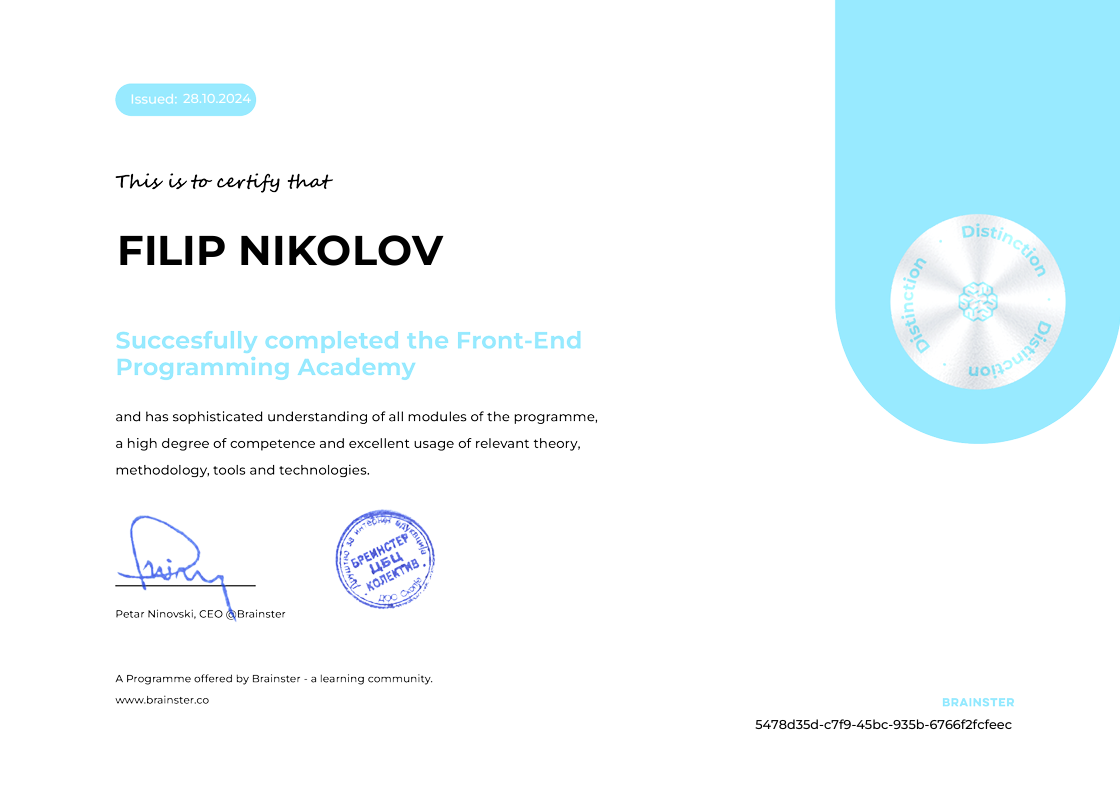 Issued: 28.10.2024
This is to certify that
FILIP NIKOLOV
Distinction
Distinction
Distinction
Succesfully completed the Front-End
Programming Academy
and has sophisticated understanding of all modules of the programme,
a high degree of competence and excellent usage of relevant theory,
methodology, tools and technologies.
БРЕИНСТЕР
ЦБЦ
КОЛЕКТИВ
ДОО Скопје
Petar Ninovski, CEO @Brainster
A Programme offered by Brainster - a learning community.
www.brainster.co
BRAINSTER
5478d35d-c7f9-45bc-935b-6766f2fcfeec